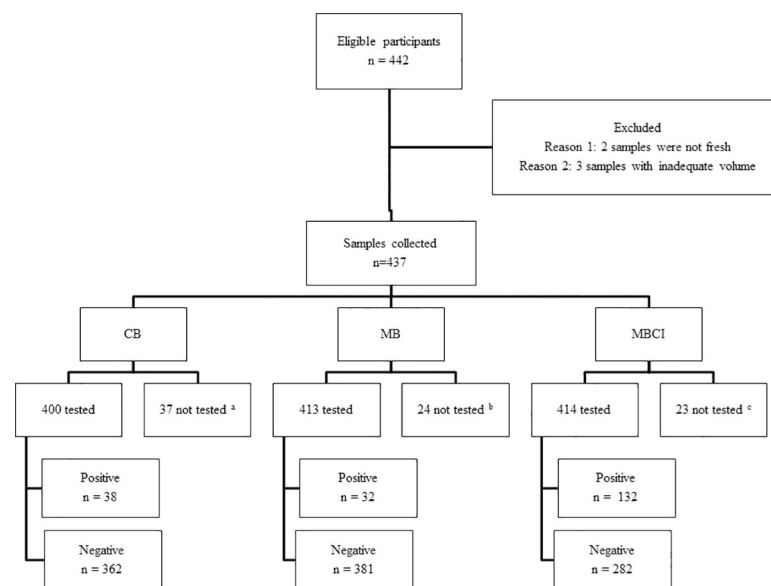 Eligible participants
n = 442
Excluded
Reason 1: 2 samples were not fresh
Reason 2: 3 samples with inadequate volume
Samples collected
n=437
CB
MB
MBCI
400 tested
37 not tested a
413 tested
24 not tested b
414 tested
23 not tested c
Positive
n = 38
Positive
n = 32
Positive
n = 132
Negative
n = 362
Negative
n = 381
Negative
n = 282